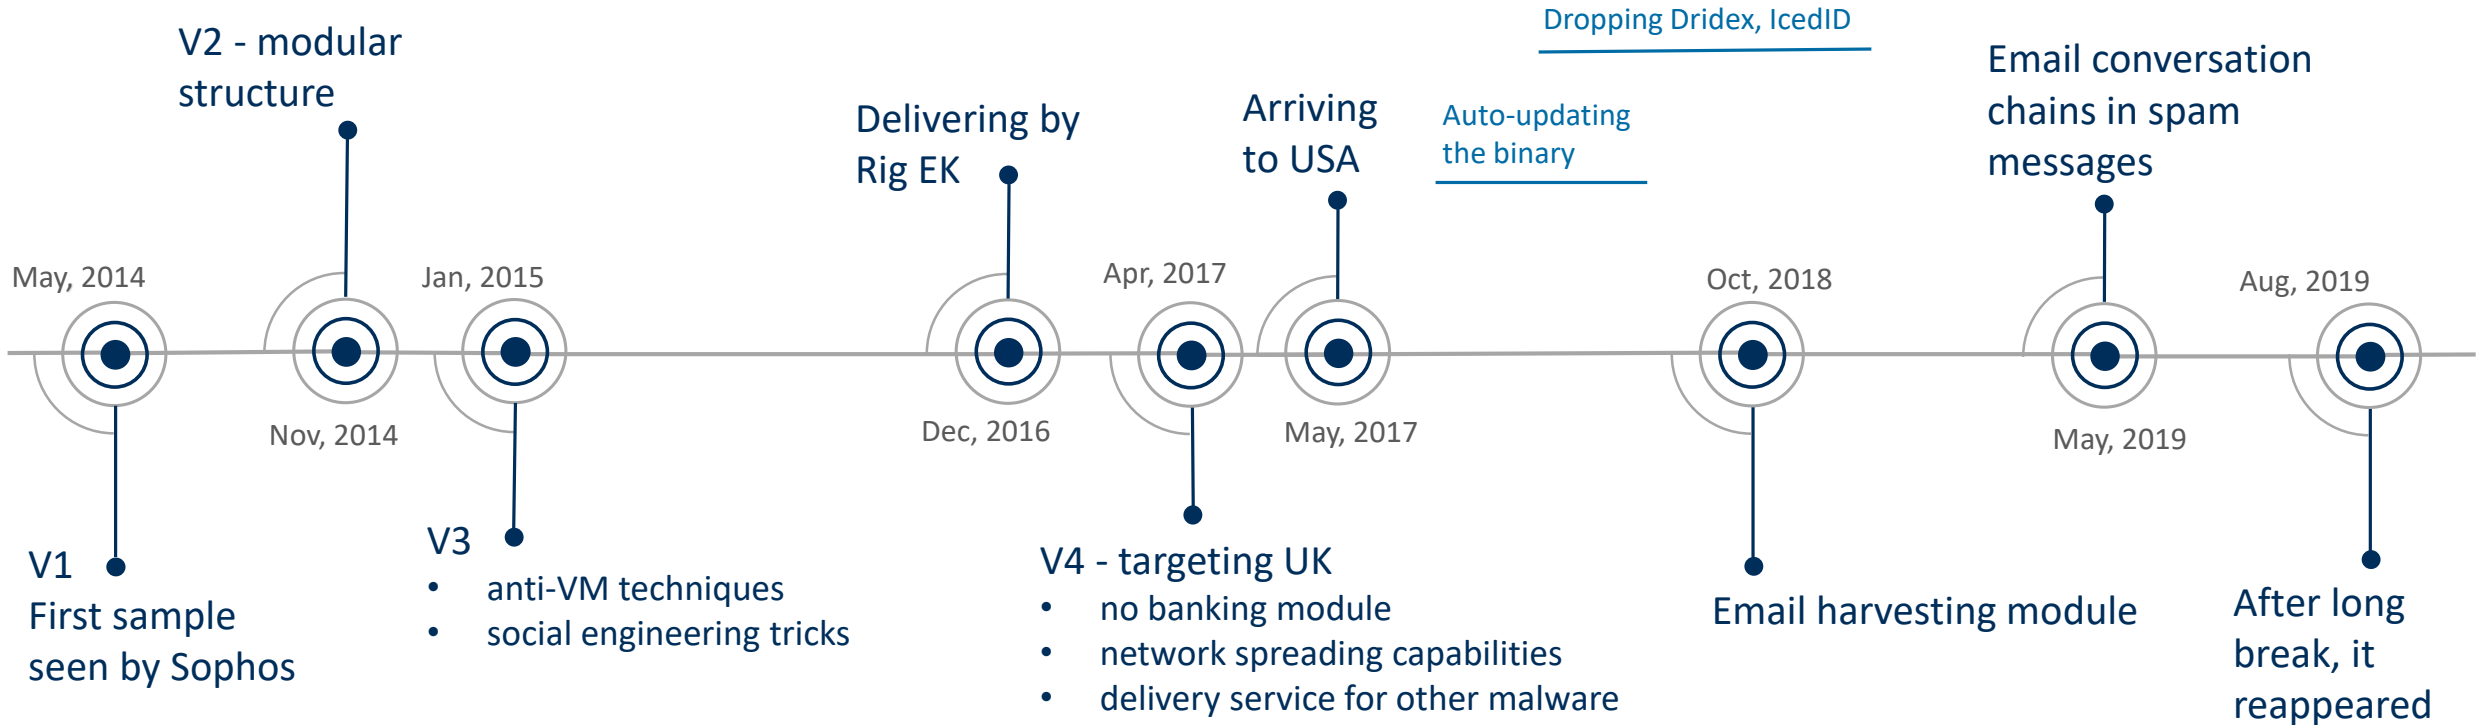 V2 - modular
structure
Delivering by
Rig EK
Arriving
to USA
Dropping Dridex, IcedID
Auto-updating
the binary
Email conversation
chains in spam
messages
May, 2014
Nov, 2014
Jan, 2015
Dec, 2016
Apr, 2017
May, 2017
Oct, 2018
May, 2019
Aug, 2019
V1
First sample
seen by Sophos
V3
• anti-VM techniques
• social engineering tricks
V4 - targeting UK
• no banking module
• network spreading capabilities
• delivery service for other malware
Email harvesting module
After long
break, it
reappeared